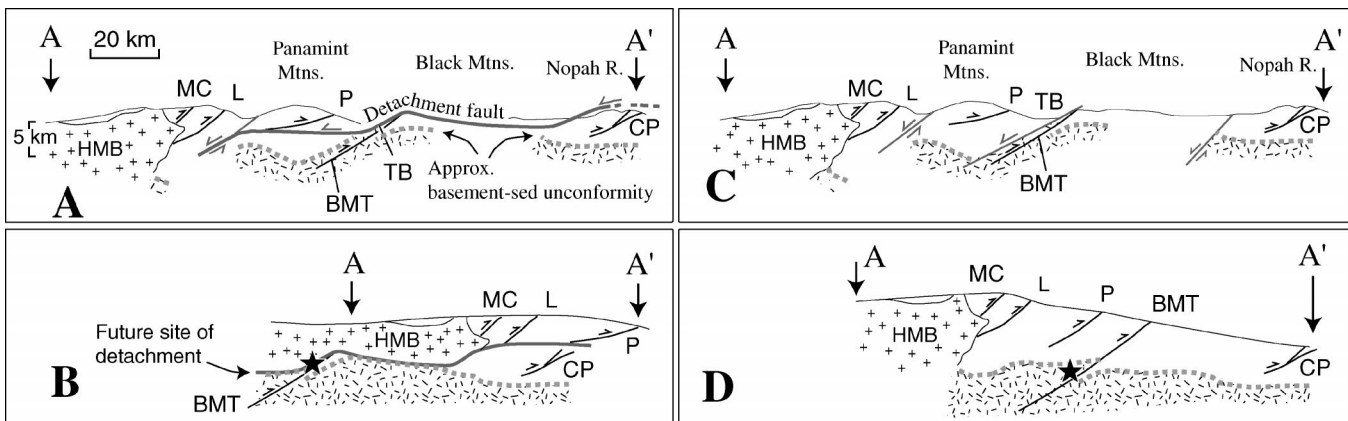 A
20 km
Panamint
Mtns.
Black Mtns.
Nopah R.
A'
MC
L
P
Detachment fault
CP
5 km
HMB
TB
BMT
Approx.
basement-sed unconformity
A
A
A'
MC
L
HMB
P
CP
Future site of
detachment
BMT
B
A
Panamint
Mtns.
Black Mtns.
Nopah R.
A'
MC
L
P
TB
CP
HMB
BMT
C
A
A'
MC
L
P
BMT
HMB
CP
D